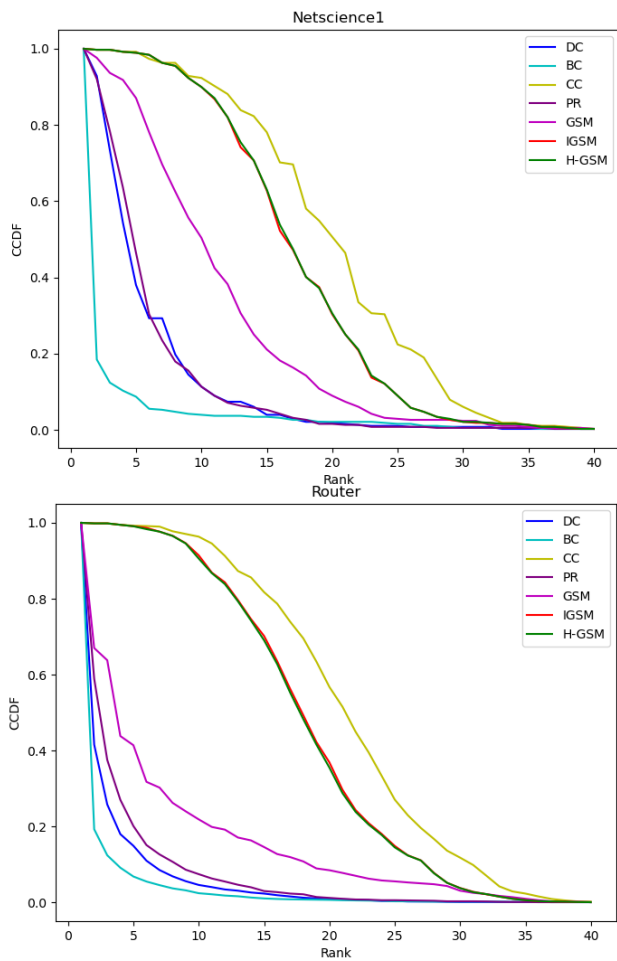 Netscience1
1.0
0.8
0.6
0.4
0.2
0.0
CCDF
DC
BC
CC
PR
GSM
IGSM
H-GSM
0 5 10 15 20 25 30 35 40
Rank
Router
1.0
0.8
0.6
0.4
0.2
0.0
CCDF
DC
BC
CC
PR
GSM
IGSM
H-GSM
0 5 10 15 20 25 30 35 40
Rank